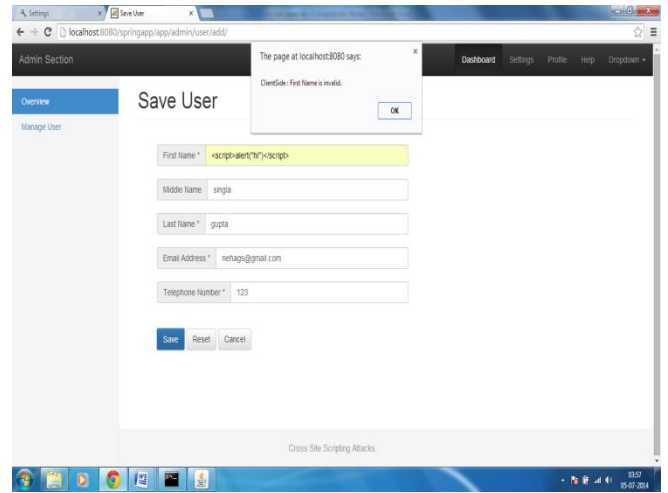 Settings
Save User
localhost:8080/springapp/app/admin/user/add/
Admin Section
Dashboard Settings Profile Help Dropdown
The page at localhost:8080 says:
ClientSide : First Name is invalid.
OK
Overview
Manage User
Save User
First Name * <script>alert("hi")</script>
Middle Name singla
Last Name * gupta
Email Address * nehags@gmail.com
Telephone Number * 123
Save Reset Cancel
Cross Site Scripting Attacks.
03:57
05-07-2014